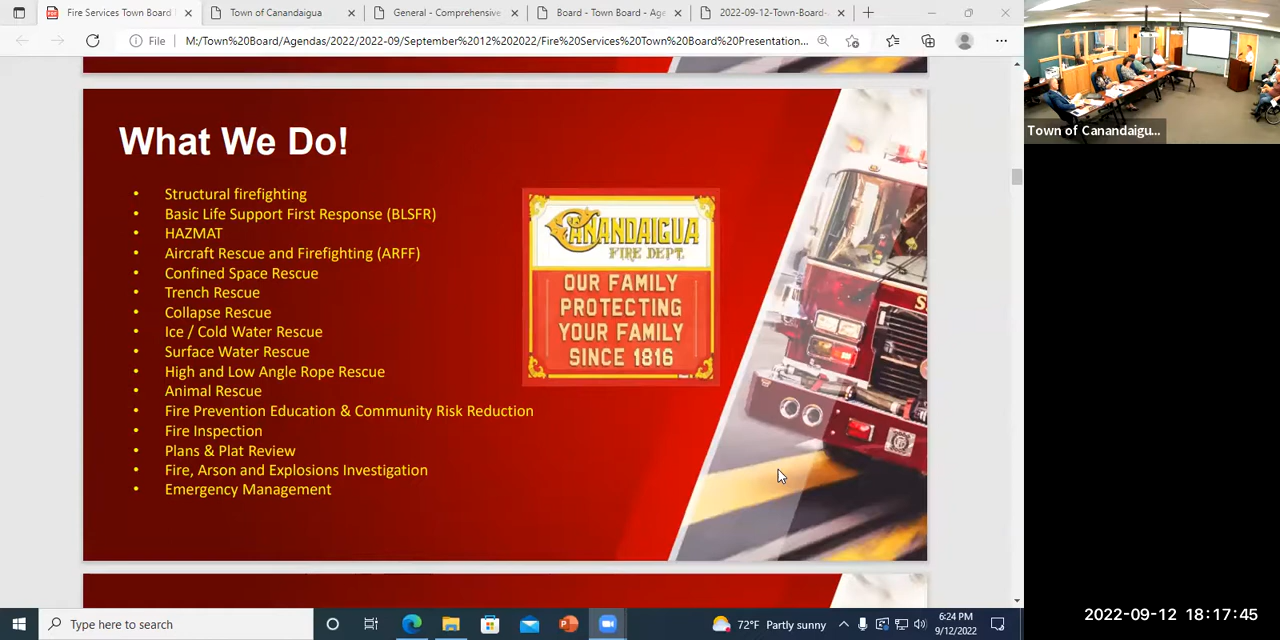 Fire Services Town Board
Town of Canandaigua
General - Comprehensive
Board - Town Board - Age
2022-09-12-Town-Board-
File
M:/Town%20Board/Agendas/2022/2022-09/September%2012%202022/Fire%20Services%20Town%20Board%20Presentation...
Town of Canandaigu...
What We Do!
• Structural firefighting
• Basic Life Support First Response (BLSFR)
• HAZMAT
• Aircraft Rescue and Firefighting (ARFF)
• Confined Space Rescue
• Trench Rescue
• Collapse Rescue
• Ice / Cold Water Rescue
• Surface Water Rescue
• High and Low Angle Rope Rescue
• Animal Rescue
• Fire Prevention Education & Community Risk Reduction
• Fire Inspection
• Plans & Plat Review
• Fire, Arson and Explosions Investigation
• Emergency Management
CANANDAIGUA
FIRE DEPT.
OUR FAMILY
PROTECTING
YOUR FAMILY
SINCE 1816
Type here to search
72°F Partly sunny
6:24 PM
9/12/2022
2022-09-12 18:17:45